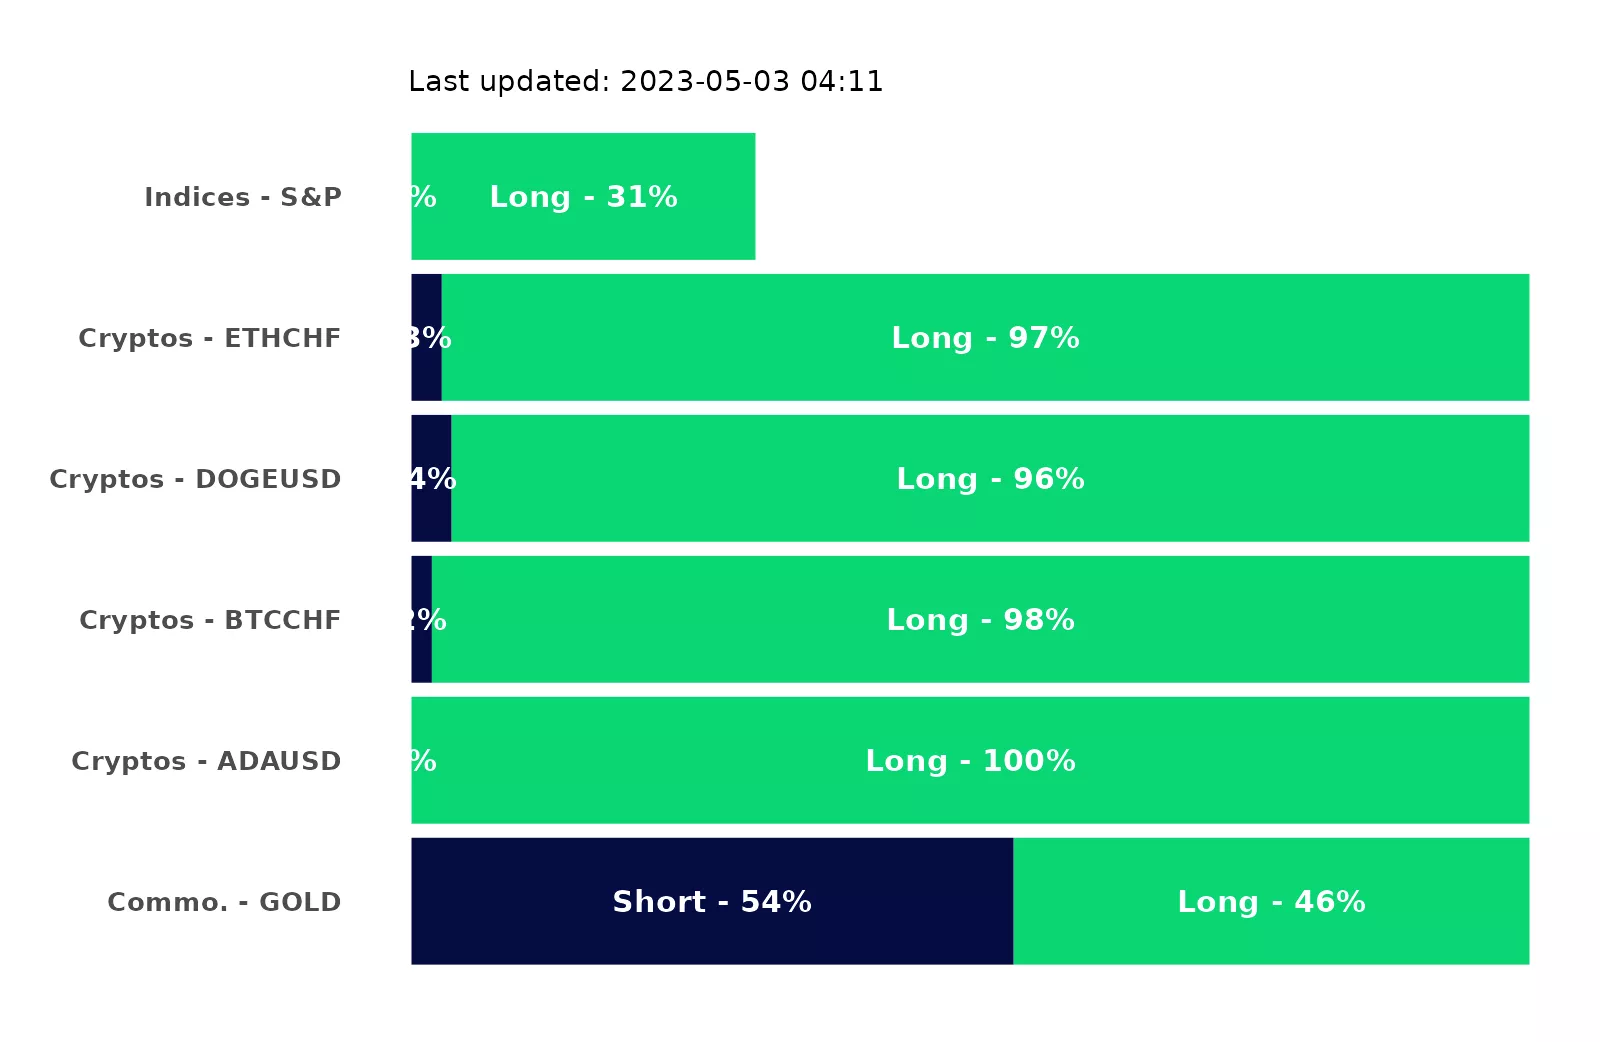 Last updated: 2023-05-03 04:11
Indices - S&P
%
Long - 31%
Cryptos - ETHCHF
3%
Long - 97%
Cryptos - DOGEUSD
4%
Long - 96%
Cryptos - BTCCHF
2%
Long - 98%
Cryptos - ADAUSD
%
Long - 100%
Commo. - GOLD
Short - 54%
Long - 46%